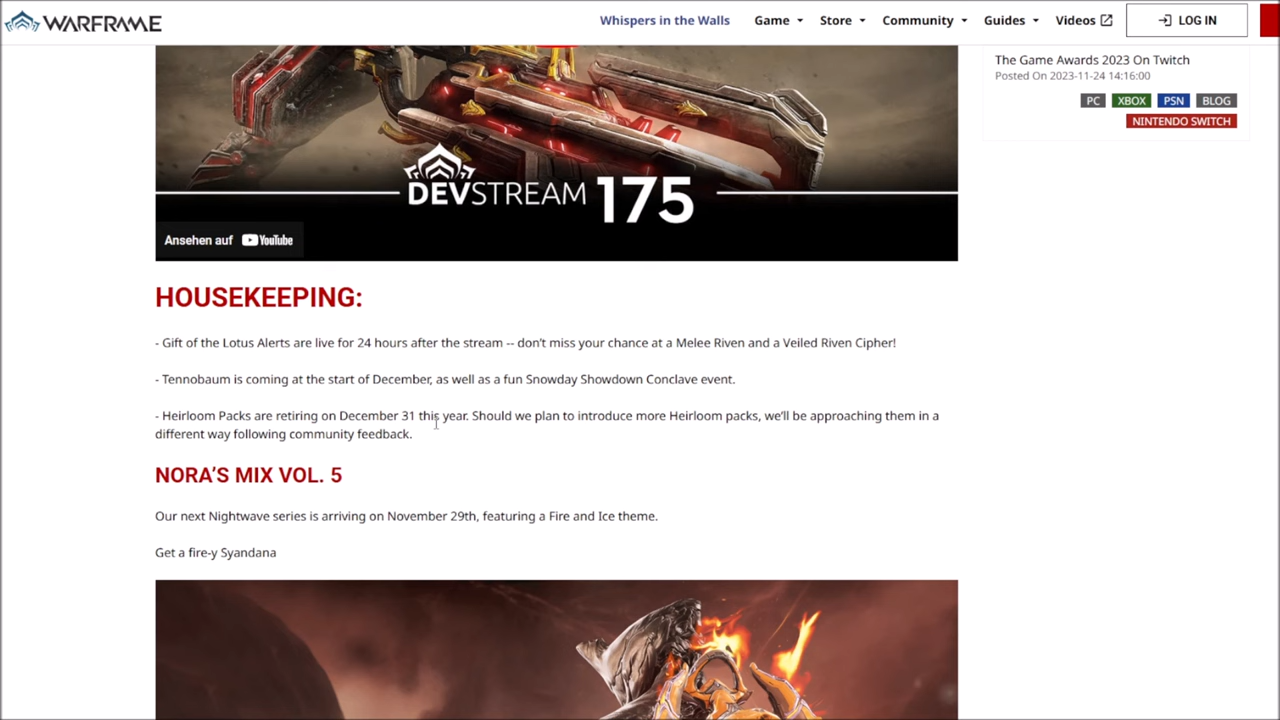 WARFRAME
Whispers in the Walls
Game
Store
Community
Guides
Videos
LOG IN
The Game Awards 2023 On Twitch
Posted On 2023-11-24 14:16:00
PC
XBOX
PSN
BLOG
NINTENDO SWITCH
DEVSTREAM 175
Ansehen auf YouTube
HOUSEKEEPING:
- Gift of the Lotus Alerts are live for 24 hours after the stream -- don't miss your chance at a Melee Riven and a Veiled Riven Cipher!
- Tennobaum is coming at the start of December, as well as a fun Snowday Showdown Conclave event.
- Heirloom Packs are retiring on December 31 this year. Should we plan to introduce more Heirloom packs, we'll be approaching them in a
different way following community feedback.
NORA'S MIX VOL. 5
Our next Nightwave series is arriving on November 29th, featuring a Fire and Ice theme.
Get a fire-y Syandana